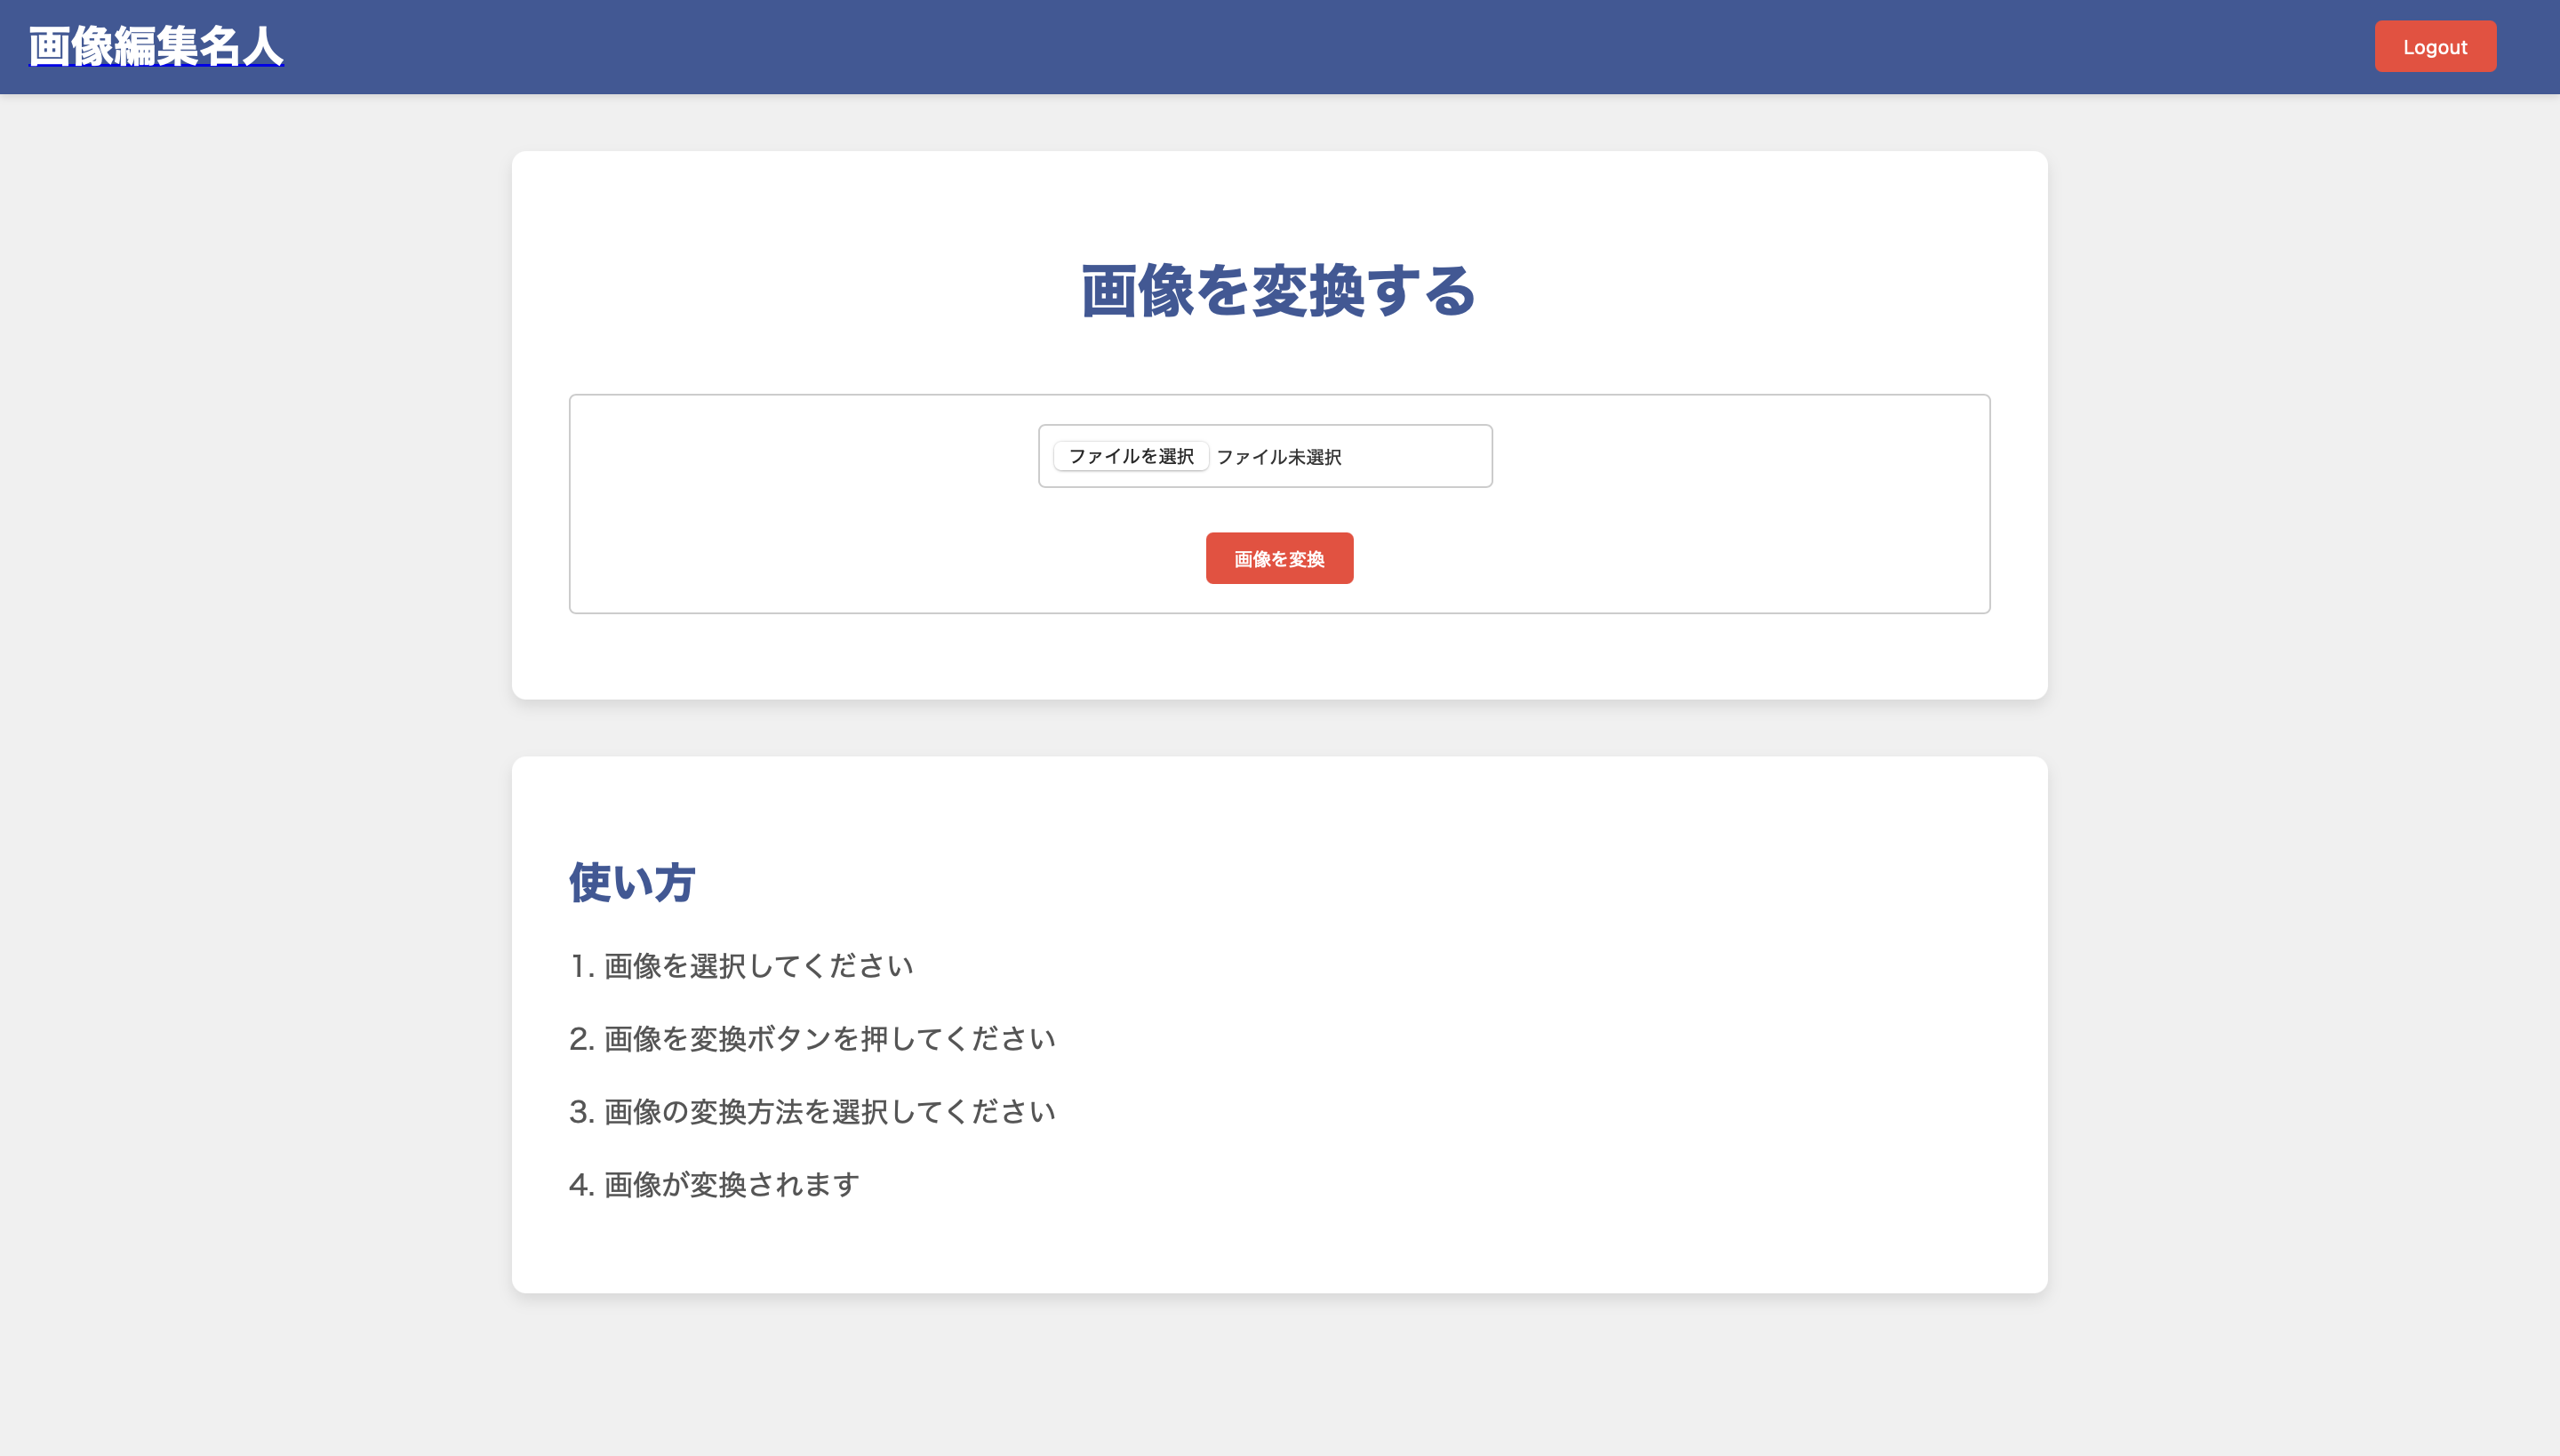 画像編集名人
Logout
画像を変換する
ファイルを選択 ファイル未選択
画像を変換
使い方
1. 画像を選択してください
2. 画像を変換ボタンを押してください
3. 画像の変換方法を選択してください
4. 画像が変換されます